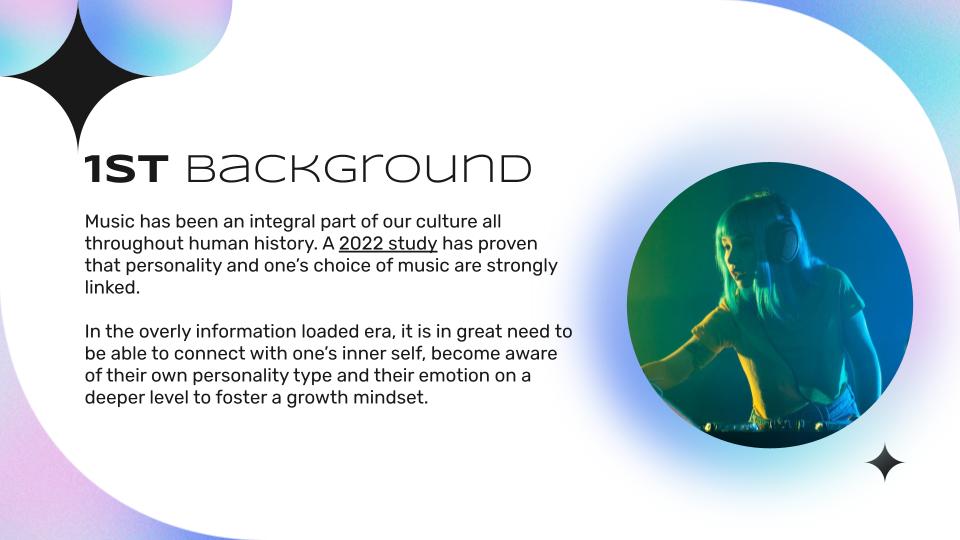 1ST Background
Music has been an integral part of our culture all
throughout human history. A 2022 study has proven
that personality and one’s choice of music are strongly
linked.
In the overly information loaded era, it is in great need to
be able to connect with one’s inner self, become aware
of their own personality type and their emotion on a
deeper level to foster a growth mindset.